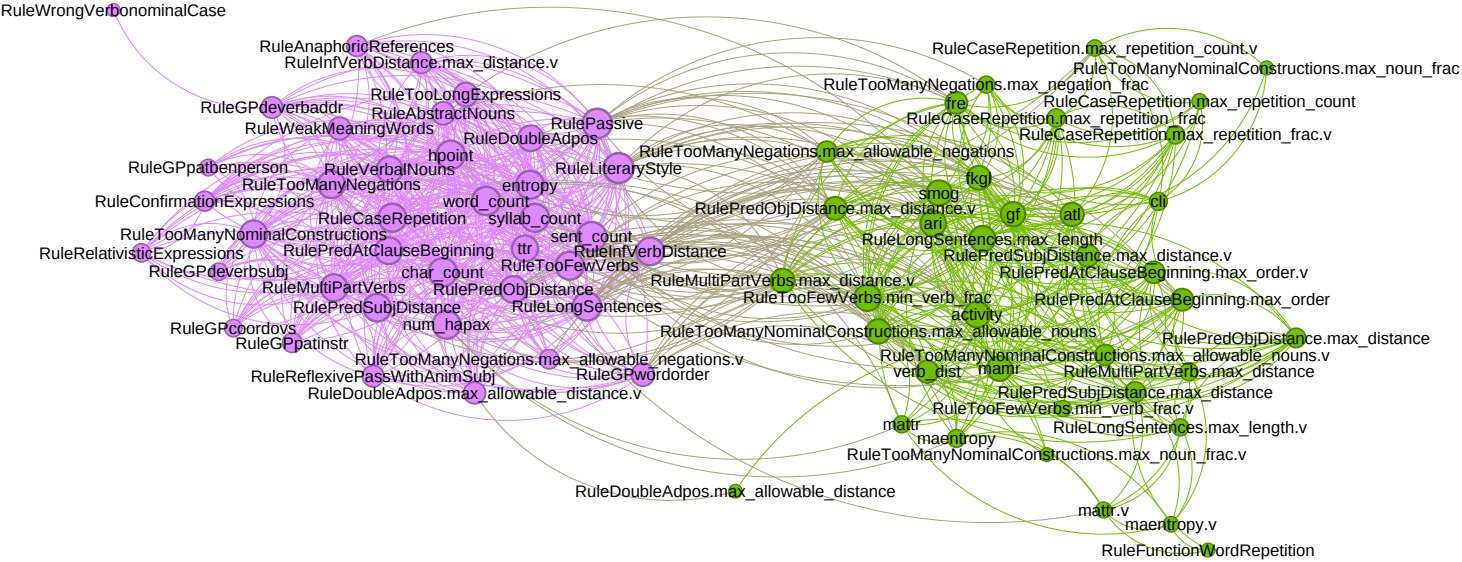 RuleWrongVerbonominalCase
RuleAnaphoricReferences
RuleInfVerbDistance.max_distance.v
RuleTooLongExpressions
RuleGPdeverbaddr
RuleAbstractNouns
RulePassive
RuleWeakMeaningWords
RuleDoubleAdpos
hpoint
RuleGPpatbenperson
RuleVerbalNouns
RuleLiteraryStyle
RuleTooManyNegations
entropy
RuleConfirmationExpressions
word_count
RuleCaseRepetition
syllab_count
RuleTooManyNominalConstructions
sent_count
RuleRelativisticExpressions
RulePredAtClauseBeginning
ttr
RuleInfVerbDistance
RuleGPdeverbsubj
char_count
RuleTooFewVerbs
RuleMultiPartVerbs
RulePredObjDistance
RulePredSubjDistance
RuleLongSentences
RuleGPcoordovs
num_hapax
RuleGPpatinstr
RuleTooManyNegations.max_allowable_negations.v
RuleReflexivePassWithAnimSubj
RuleGPwordorder
RuleDoubleAdpos.max_allowable_distance.v
RuleCaseRepetition.max_repetition_count.v
RuleTooManyNominalConstructions.max_noun_frac
RuleTooManyNegations.max_negation_frac
fre
RuleCaseRepetition.max_repetition_count
RuleCaseRepetition.max_repetition_frac
RuleCaseRepetition.max_repetition_frac.v
RuleTooManyNegations.max_allowable_negations
fkgl
smog
cli
RulePredObjDistance.max_distance.v
gf
atl
ari
RuleLongSentences.max_length
RulePredSubjDistance.max_distance.v
RulePredAtClauseBeginning.max_order.v
RuleMultiPartVerbs.max_distance.v
RuleTooFewVerbs.min_verb_frac
RulePredAtClauseBeginning.max_order
activity
RuleTooManyNominalConstructions.max_allowable_nouns
RulePredObjDistance.max_distance
RuleTooManyNominalConstructions.max_allowable_nouns.v
verb_dist
mamr
RuleMultiPartVerbs.max_distance
RulePredSubjDistance.max_distance
RuleTooFewVerbs.min_verb_frac.v
mattr
RuleLongSentences.max_length.v
maentropy
RuleTooManyNominalConstructions.max_noun_frac.v
RuleDoubleAdpos.max_allowable_distance
mattr.v
maentropy.v
RuleFunctionWordRepetition